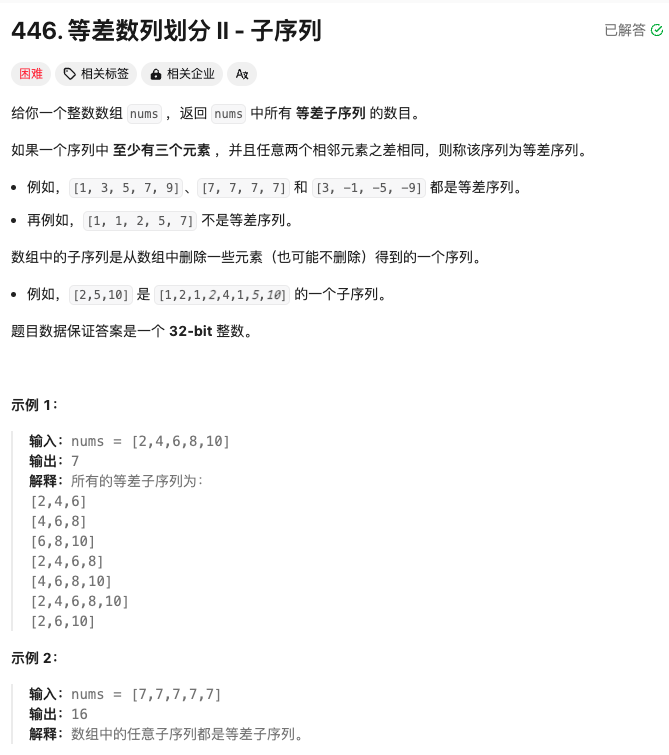 446. 等差数列划分 II - 子序列
已解答
困难 相关标签 相关企业 Ax
给你一个整数数组 nums ，返回 nums 中所有 等差子序列 的数目。
如果一个序列中 至少有三个元素 ，并且任意两个相邻元素之差相同，则称该序列为等差序列。
• 例如，[1, 3, 5, 7, 9]、[7, 7, 7, 7] 和 [3, -1, -5, -9] 都是等差序列。
• 再例如，[1, 1, 2, 5, 7] 不是等差序列。
数组中的子序列是从数组中删除一些元素（也可能不删除）得到的一个序列。
• 例如，[2,5,10] 是 [1,2,1,2,4,1,5,10] 的一个子序列。
题目数据保证答案是一个 32-bit 整数。
示例 1：
输入：nums = [2,4,6,8,10]
输出：7
解释：所有的等差子序列为：
[2,4,6]
[4,6,8]
[6,8,10]
[2,4,6,8]
[4,6,8,10]
[2,4,6,8,10]
[2,6,10]
示例 2：
输入：nums = [7,7,7,7,7]
输出：16
解释：数组中的任意子序列都是等差子序列。